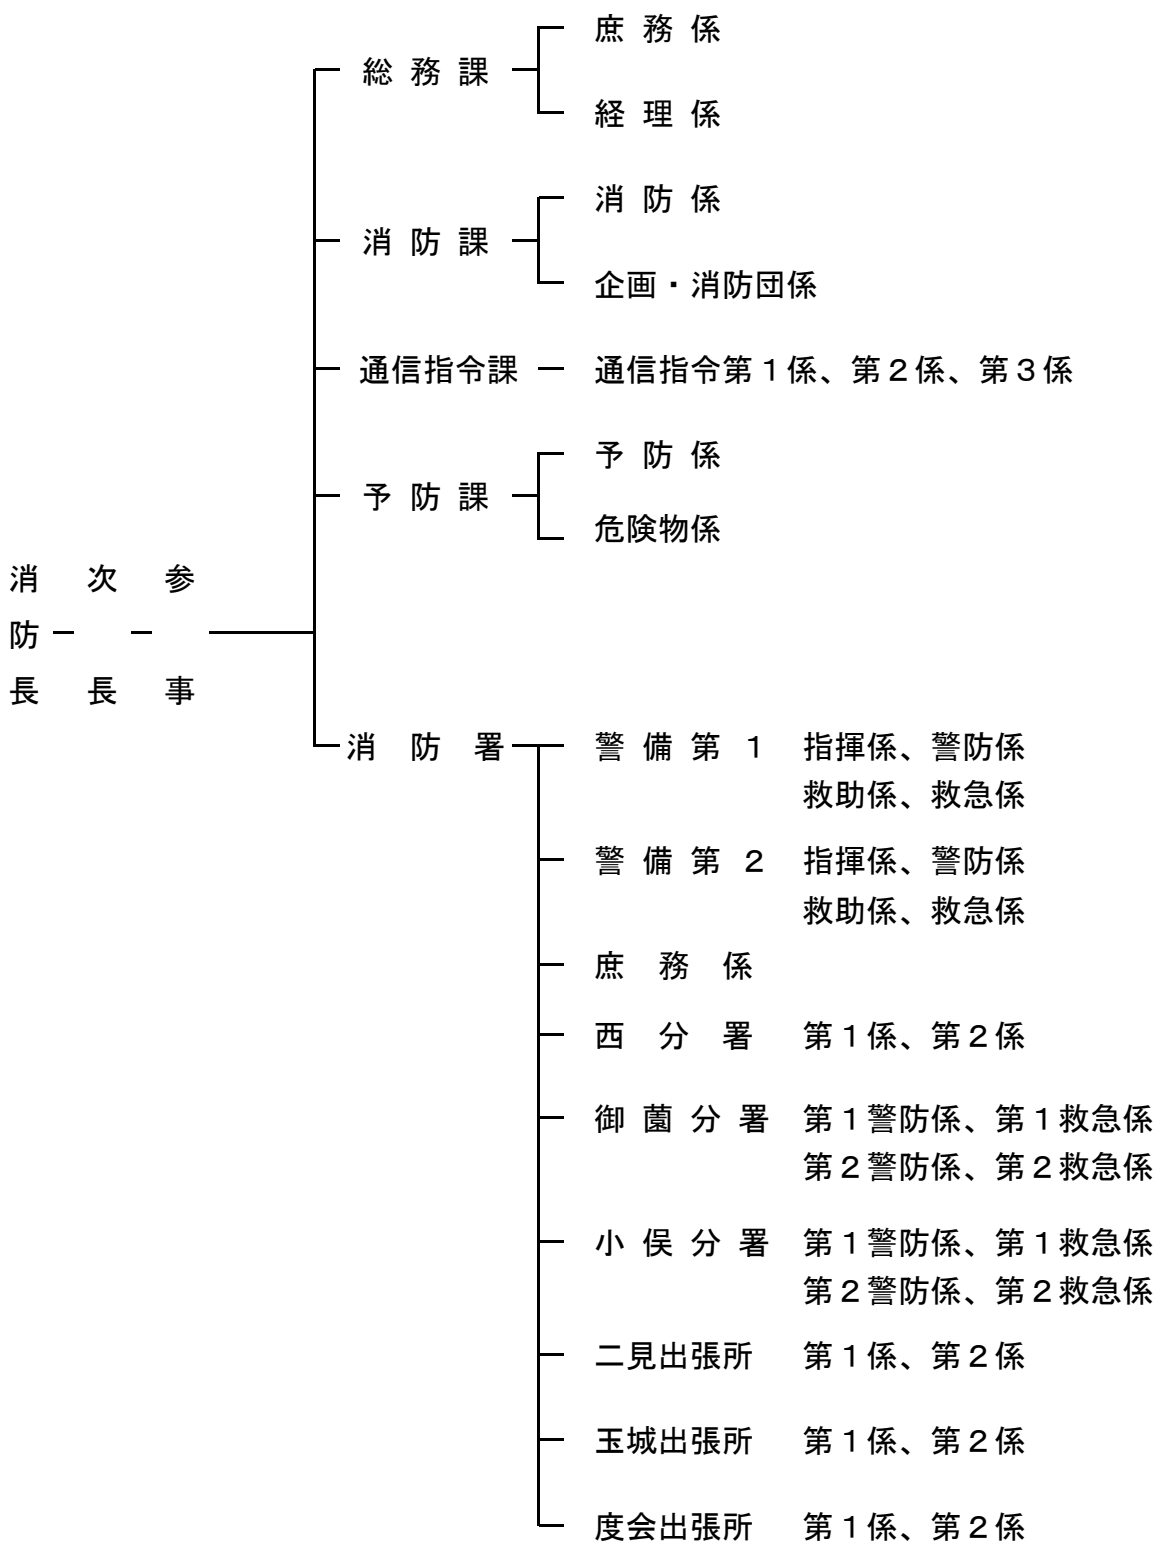 庶務係
総務課
経理係
消防係
消防課
企画・消防団係
通信指令課 通信指令第1係、第2係、第3係
予防係
予防課
危険物係
消防長 次長 参事
消防署 警備第1 指揮係、警防係
救助係、救急係
警備第2 指揮係、警防係
救助係、救急係
庶務係
西分署 第1係、第2係
御薗分署 第1警防係、第1救急係
第2警防係、第2救急係
小俣分署 第1警防係、第1救急係
第2警防係、第2救急係
二見出張所 第1係、第2係
玉城出張所 第1係、第2係
度会出張所 第1係、第2係